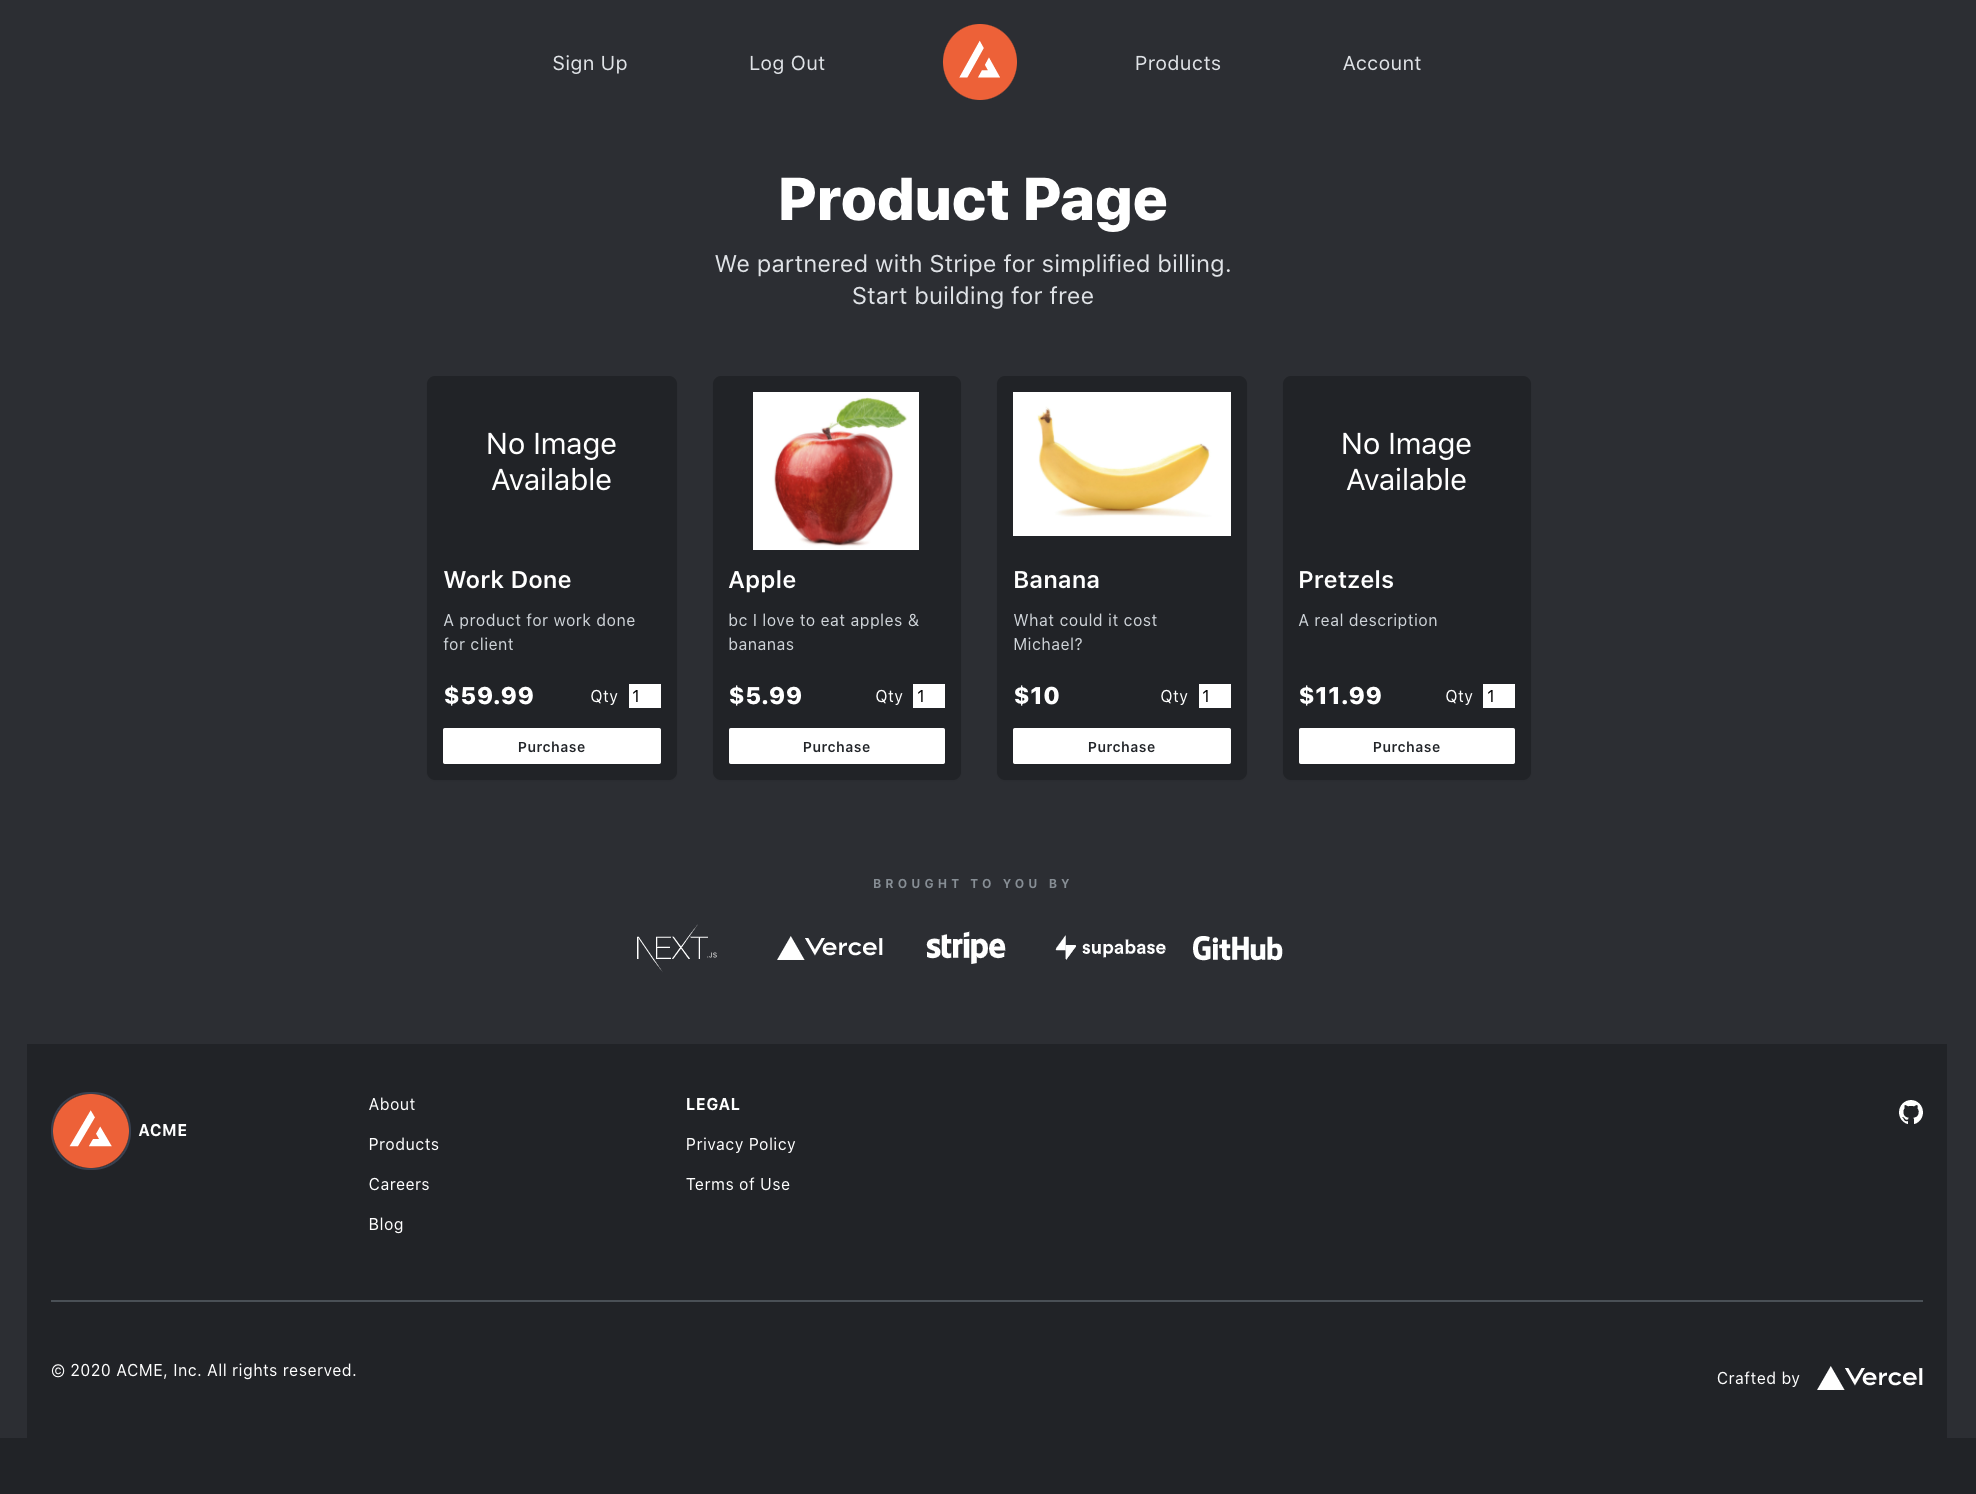 Sign Up
Log Out
Products
Account
Product Page
We partnered with Stripe for simplified billing.
Start building for free
No Image
Available
Work Done
A product for work done
for client
$59.99
Qty 1
Purchase
Apple
bc I love to eat apples &
bananas
$5.99
Qty 1
Purchase
Banana
What could it cost
Michael?
$10
Qty 1
Purchase
No Image
Available
Pretzels
A real description
$11.99
Qty 1
Purchase
BROUGHT TO YOU BY
NEXT.JS
Vercel
stripe
supabase
GitHub
ACME
About
Products
Careers
Blog
LEGAL
Privacy Policy
Terms of Use
© 2020 ACME, Inc. All rights reserved.
Crafted by Vercel